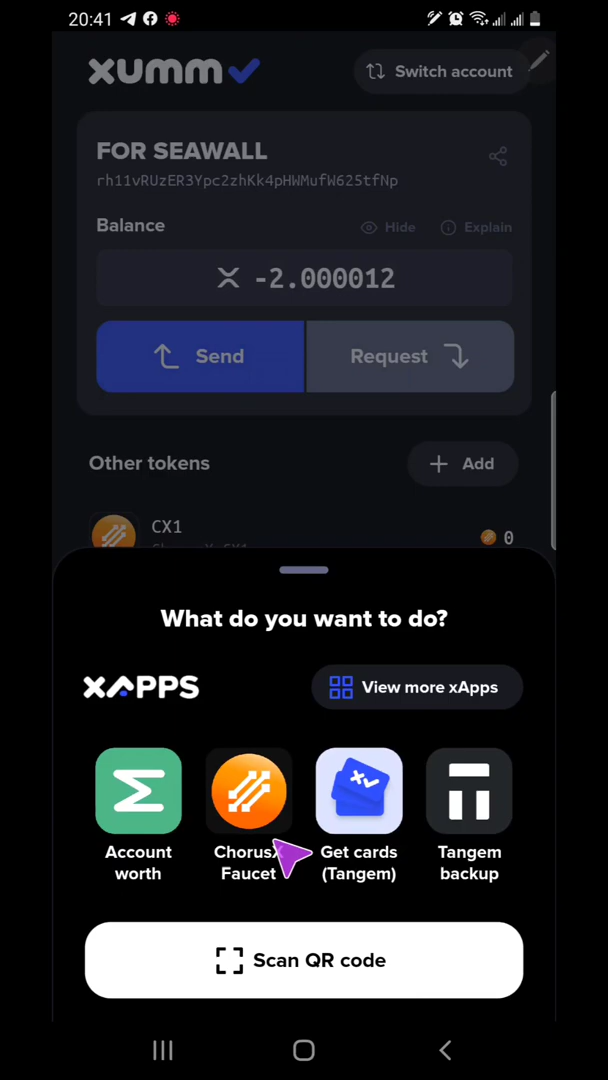 20:41
xumm
Switch account
FOR SEAWALL
rh11vRUzER3Ypc2zhKk4pHWMufW625tfNp
Balance
Hide
Explain
-2.000012
Send
Request
Other tokens
Add
CX1
0
What do you want to do?
XAPPS
View more xApps
Account worth
ChorusX Faucet
Get cards (Tangem)
Tangem backup
Scan QR code